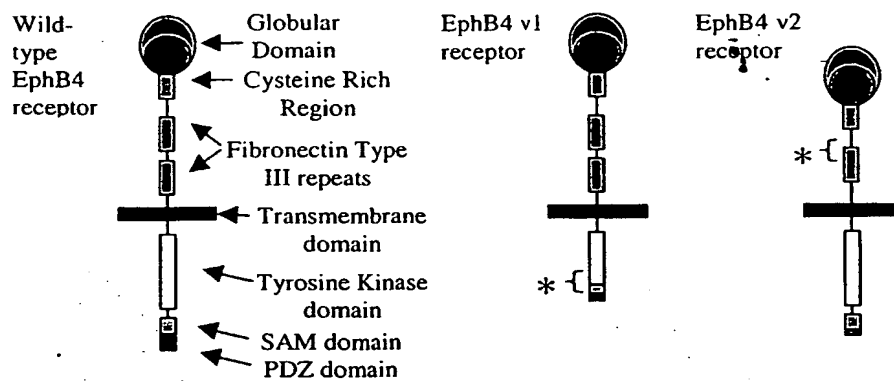 Wild-
type
EphB4
receptor
Globular
Domain
Cysteine Rich
Region
Fibronectin Type
III repeats
Transmembrane
domain
Tyrosine Kinase
domain
SAM domain
PDZ domain
EphB4 v1
receptor
*
EphB4 v2
receptor
*